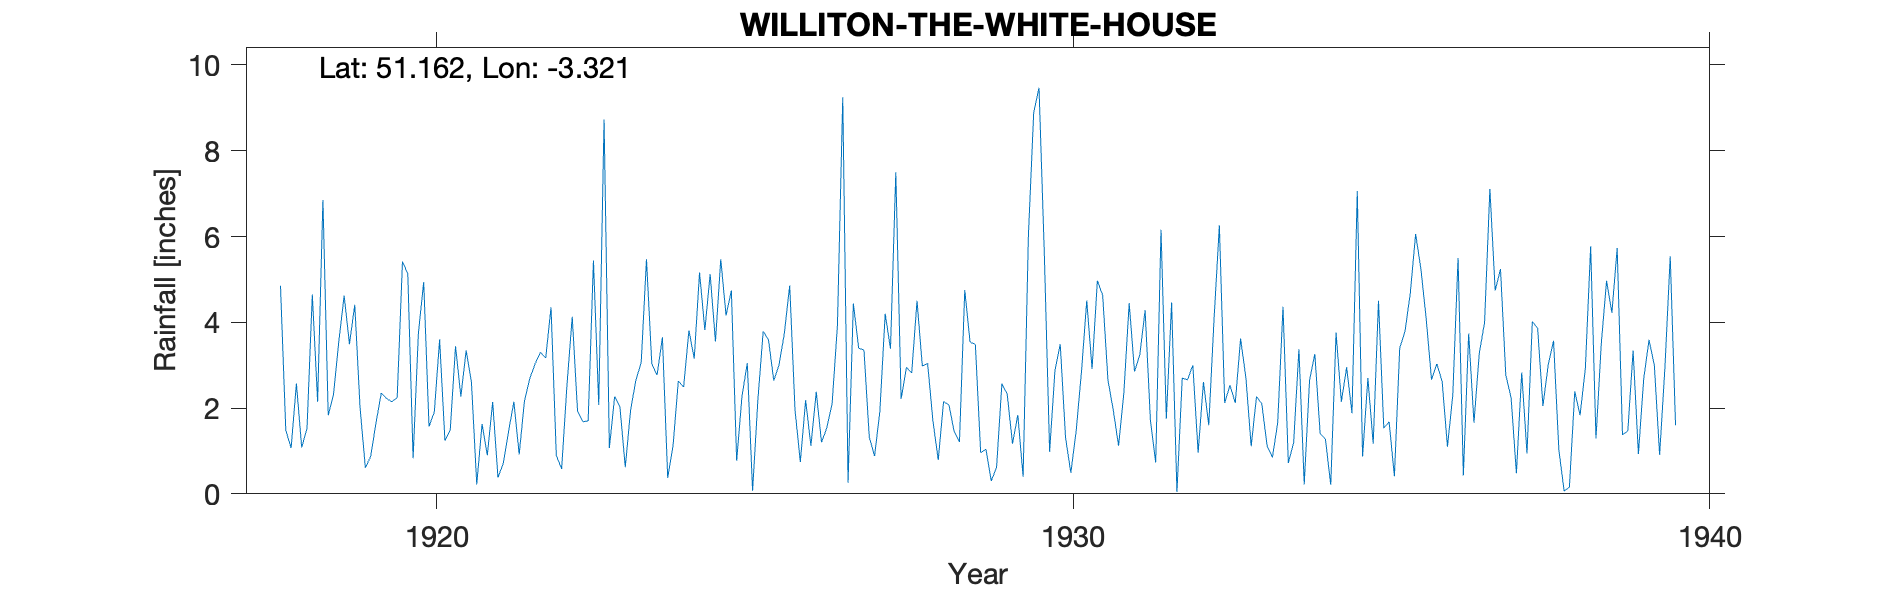 WILLITON-THE-WHITE-HOUSE
Lat: 51.162, Lon: -3.321
10
8
6
4
2
0
Rainfall [inches]
1920 1930 1940
Year